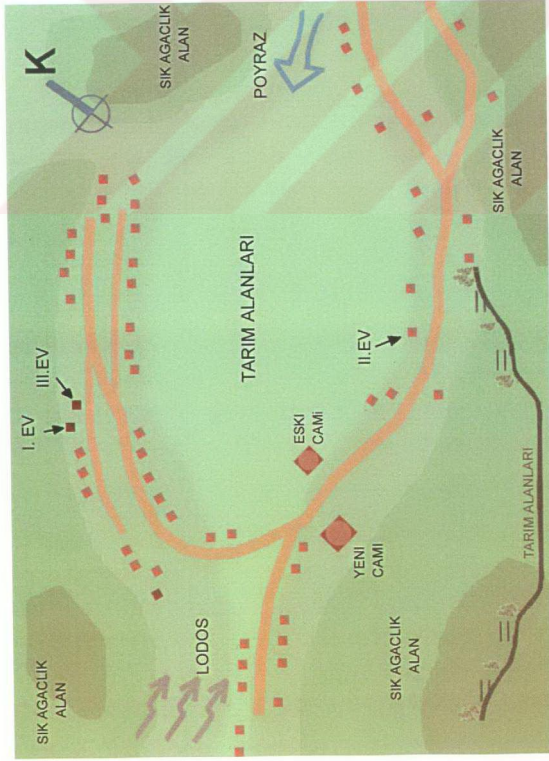 K
SIK AGACLIK
ALAN
POYRAZ
SIK AGACLIK
ALAN
I. EV
III.EV
TARIM ALANLARI
II.EV
ESKI
CAMİ
YENI
CAMI
LODOS
SIK AGACLIK
ALAN
SIK AGACLIK
ALAN
TARIM ALANLARI